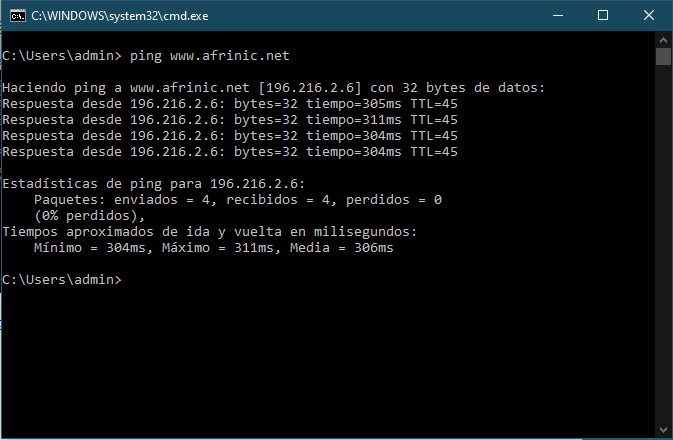 C:\WINDOWS\system32\cmd.exe
C:\Users\admin> ping www.afrinic.net
Haciendo ping a www.afrinic.net [196.216.2.6] con 32 bytes de datos:
Respuesta desde 196.216.2.6: bytes=32 tiempo=305ms TTL=45
Respuesta desde 196.216.2.6: bytes=32 tiempo=311ms TTL=45
Respuesta desde 196.216.2.6: bytes=32 tiempo=304ms TTL=45
Respuesta desde 196.216.2.6: bytes=32 tiempo=304ms TTL=45
Estadísticas de ping para 196.216.2.6:
    Paquetes: enviados = 4, recibidos = 4, perdidos = 0
    (0% perdidos),
Tiempos aproximados de ida y vuelta en milisegundos:
    Mínimo = 304ms, Máximo = 311ms, Media = 306ms
C:\Users\admin>